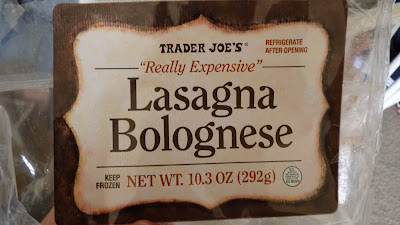 TRADER JOE'S®
REFRIGERATE
AFTER OPENING
"Really Expensive"
Lasagna
Bolognese
KEEP
FROZEN
NET WT. 10.3 OZ (292g)